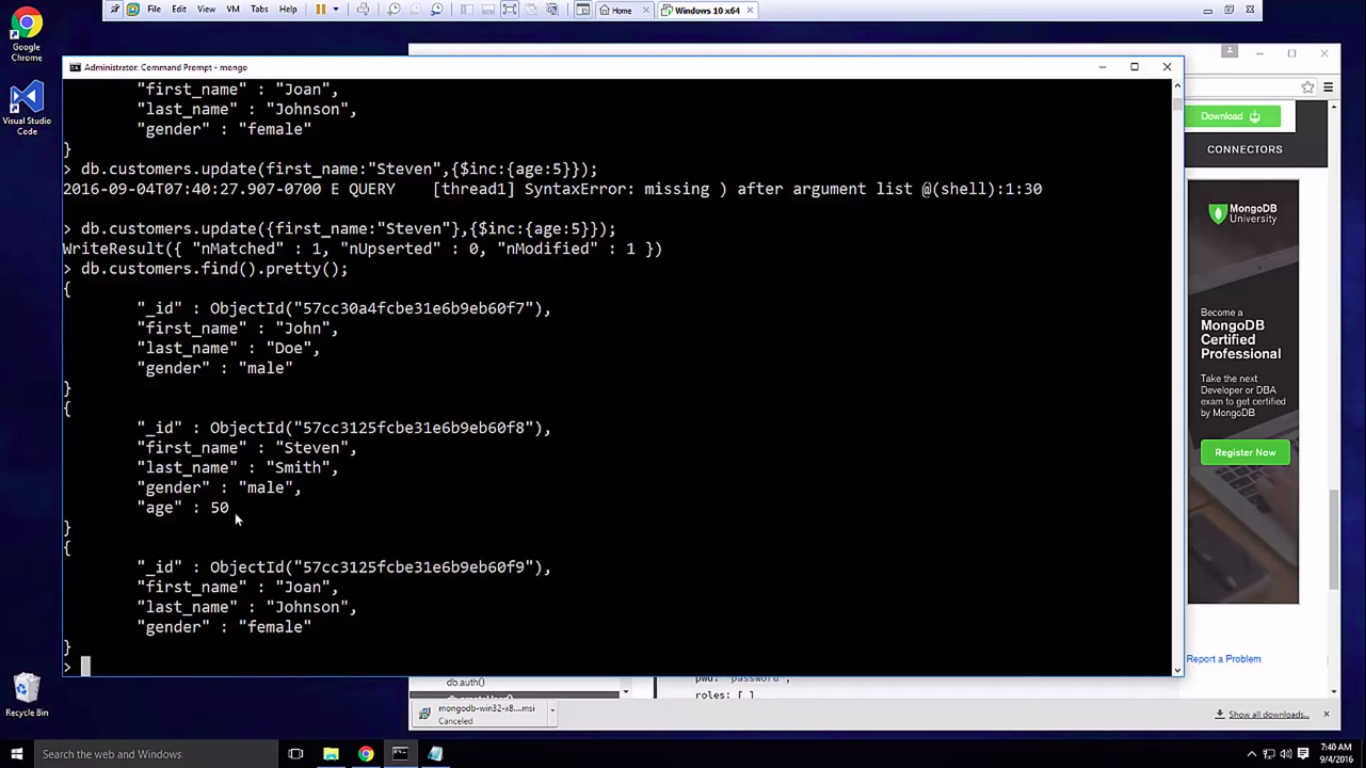 File Edit View VM Tabs Help Home Windows 10 x64
Google
Chrome
Visual Studio
Code
Recycle Bin
Administrator: Command Prompt - mongo
"first_name" : "Joan",
"last_name" : "Johnson",
"gender" : "female"
}
> db.customers.update(first_name:"Steven",{$inc:{age:5}});
2016-09-04T07:40:27.907-0700 E QUERY    [thread1] SyntaxError: missing ) after argument list @(shell):1:30
> db.customers.update({first_name:"Steven"},{$inc:{age:5}});
WriteResult({ "nMatched" : 1, "nUpserted" : 0, "nModified" : 1 })
> db.customers.find().pretty();
{
"_id" : ObjectId("57cc30a4fcbe31e6b9eb60f7"),
"first_name" : "John",
"last_name" : "Doe",
"gender" : "male"
}
{
"_id" : ObjectId("57cc3125fcbe31e6b9eb60f8"),
"first_name" : "Steven",
"last_name" : "Smith",
"gender" : "male",
"age" : 50
}
{
"_id" : ObjectId("57cc3125fcbe31e6b9eb60f9"),
"first_name" : "Joan",
"last_name" : "Johnson",
"gender" : "female"
}
>
Download
CONNECTORS
MongoDB
University
Become a
MongoDB
Certified
Professional
Take the next
Developer or DBA
exam to get certified
by MongoDB
Register Now
Report a Problem
db.auth()
pwd: "password",
roles: [ ]
mongodb-win32-x8....msi
Canceled
Show all downloads...
Search the web and Windows
7:40 AM
9/4/2016